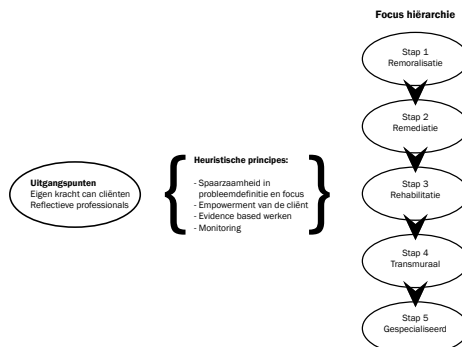 Focus hiërarchie
Stap 1
Remoralisatie
Stap 2
Remediatie
Uitgangspunten
Eigen kracht can cliënten
Reflectieve professionals
Heuristische principes:
- Spaarzaamheid in
probleemdefinitie en focus
- Empowerment van de cliënt
- Evidence based werken
- Monitoring
Stap 3
Rehabilitatie
Stap 4
Transmuraal
Stap 5
Gespecialiseerd